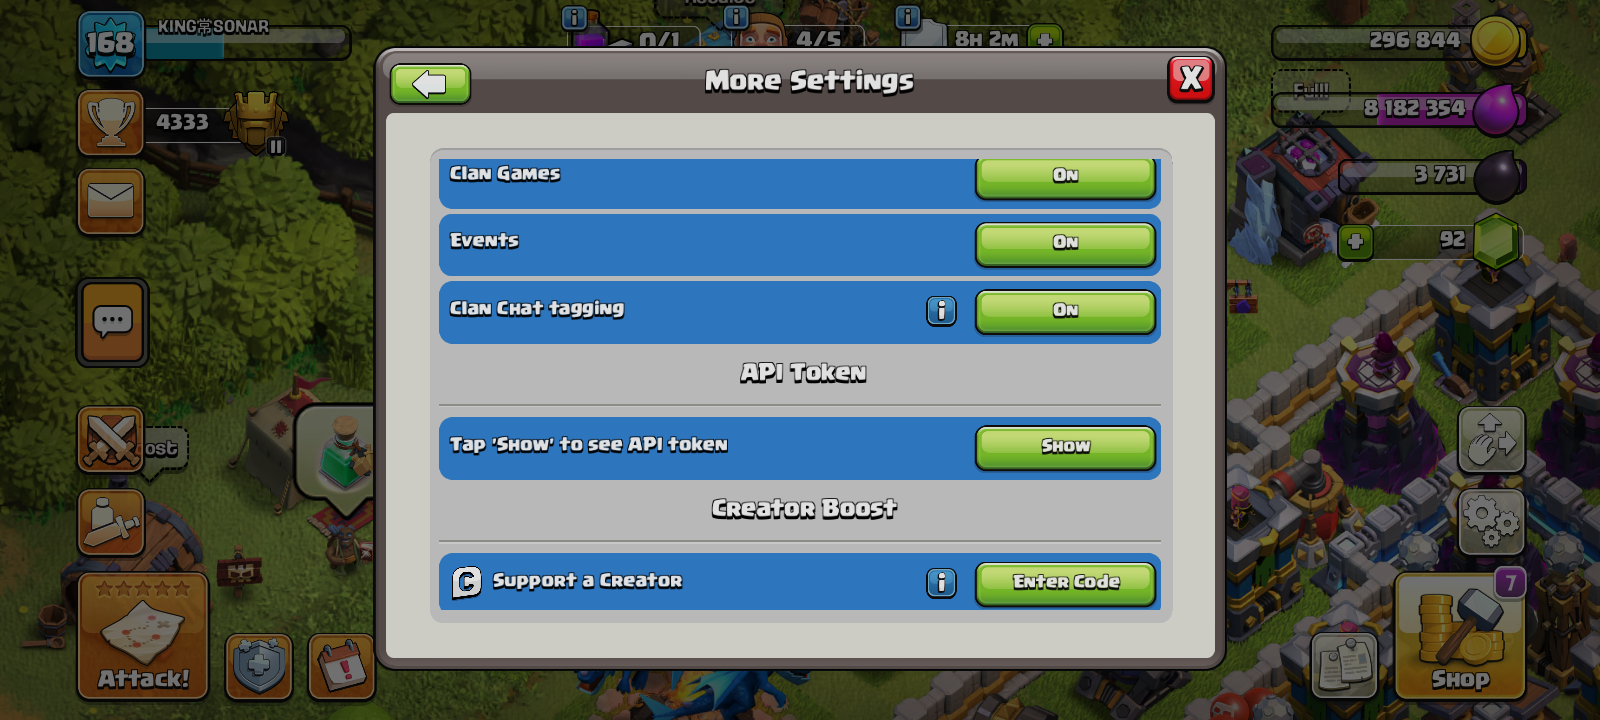 168
KING常SONAR
0/1
4/5
8H 2M
296 844
More Settings
X
4333
Full!
8 182 354
Clan Games
On
3 731
Events
On
92
Clan Chat tagging
On
API Token
Tap 'Show' to see API token
Show
Creator Boost
Support a Creator
Enter Code
7
Attack!
Shop